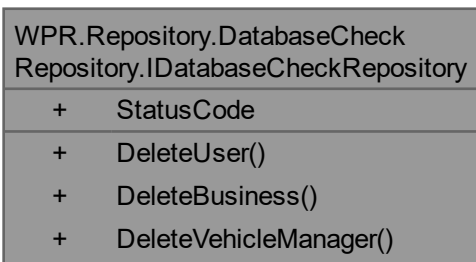 WPR.Repository.DatabaseCheck
Repository.IDatabaseCheckRepository
+ StatusCode
+ DeleteUser()
+ DeleteBusiness()
+ DeleteVehicleManager()